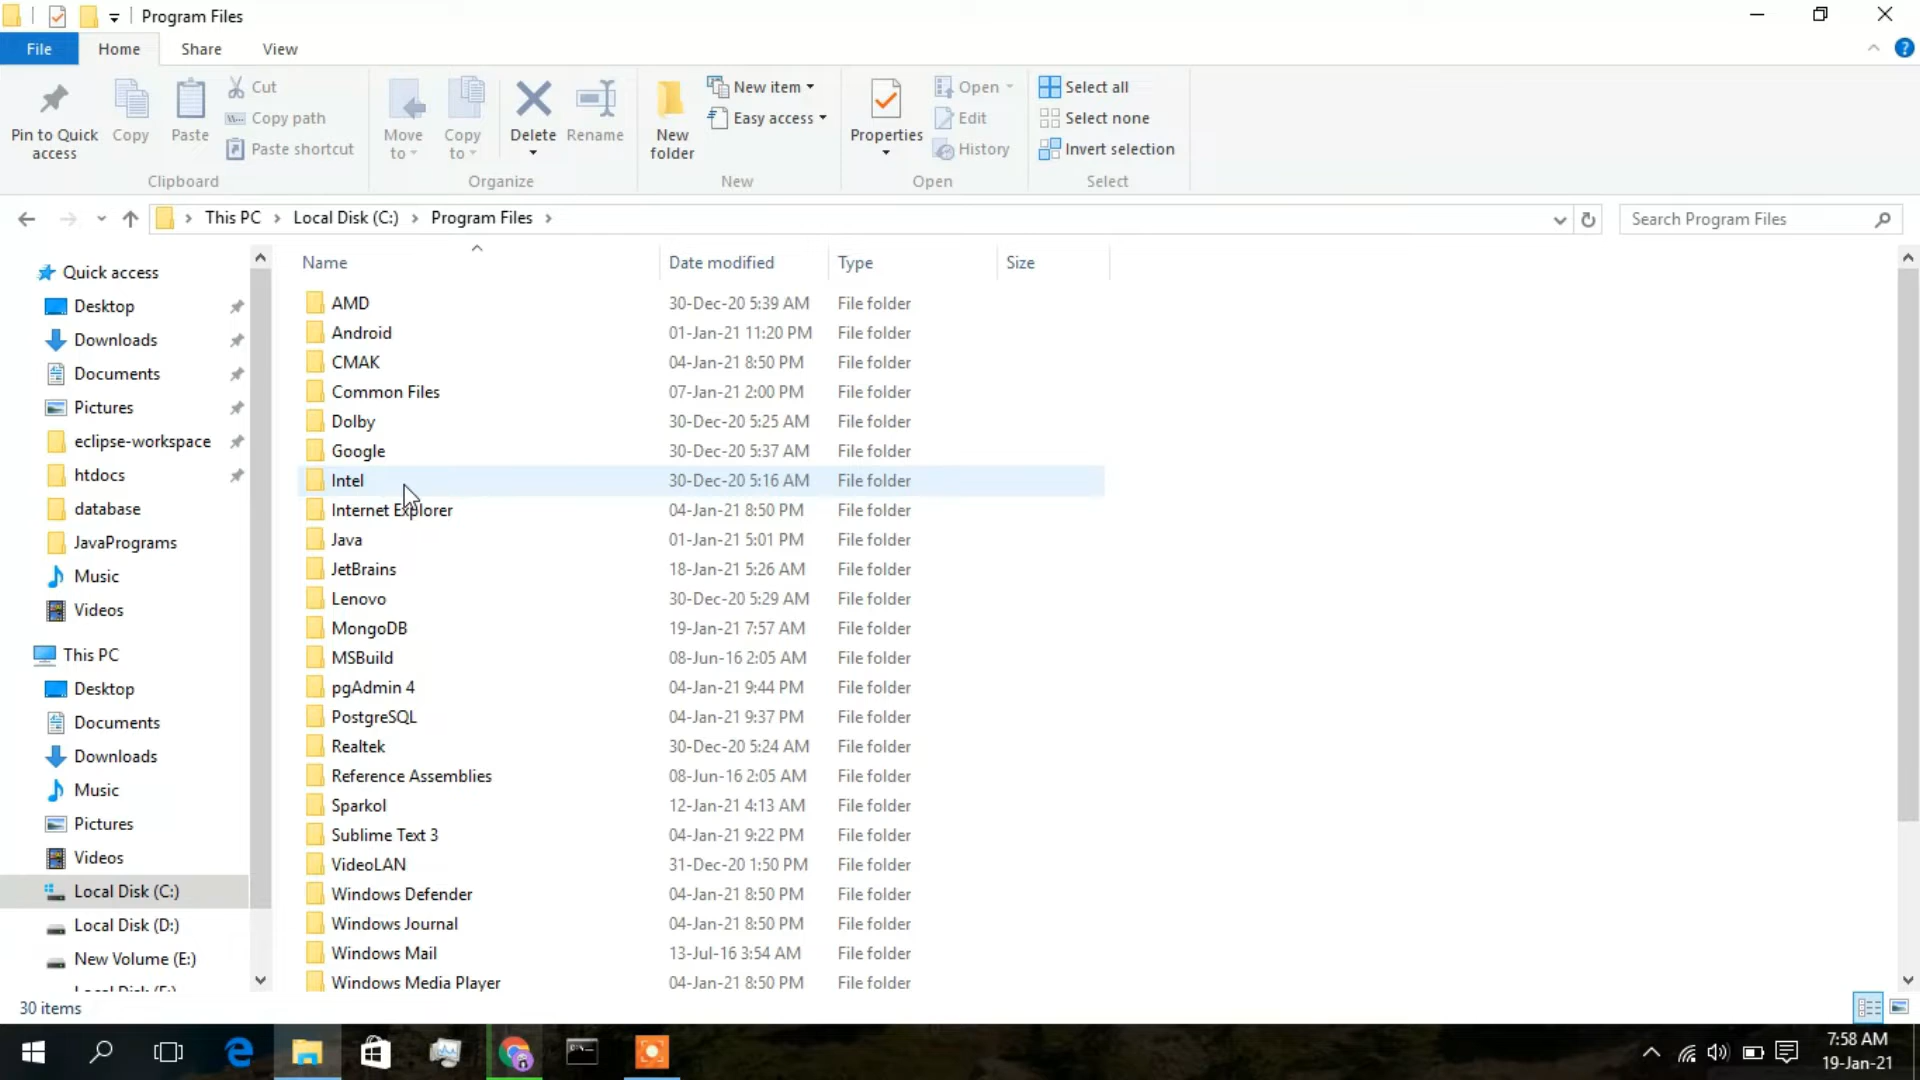 Program Files
File Home Share View
Pin to Quick access
Copy
Paste
Cut
Copy path
Paste shortcut
Clipboard
Move to
Copy to
Delete
Rename
Organize
New folder
New item
Easy access
New
Properties
Open
Edit
History
Open
Select all
Select none
Invert selection
Select
This PC > Local Disk (C:) > Program Files >
Search Program Files
Quick access
Desktop
Downloads
Documents
Pictures
eclipse-workspace
htdocs
database
JavaPrograms
Music
Videos
This PC
Desktop
Documents
Downloads
Music
Pictures
Videos
Local Disk (C:)
Local Disk (D:)
New Volume (E:)
Name Date modified Type Size
AMD 30-Dec-20 5:39 AM File folder
Android 01-Jan-21 11:20 PM File folder
CMAK 04-Jan-21 8:50 PM File folder
Common Files 07-Jan-21 2:00 PM File folder
Dolby 30-Dec-20 5:25 AM File folder
Google 30-Dec-20 5:37 AM File folder
Intel 30-Dec-20 5:16 AM File folder
Internet Explorer 04-Jan-21 8:50 PM File folder
Java 01-Jan-21 5:01 PM File folder
JetBrains 18-Jan-21 5:26 AM File folder
Lenovo 30-Dec-20 5:29 AM File folder
MongoDB 19-Jan-21 7:57 AM File folder
MSBuild 08-Jun-16 2:05 AM File folder
pgAdmin 4 04-Jan-21 9:44 PM File folder
PostgreSQL 04-Jan-21 9:37 PM File folder
Realtek 30-Dec-20 5:24 AM File folder
Reference Assemblies 08-Jun-16 2:05 AM File folder
Sparkol 12-Jan-21 4:13 AM File folder
Sublime Text 3 04-Jan-21 9:22 PM File folder
VideoLAN 31-Dec-20 1:50 PM File folder
Windows Defender 04-Jan-21 8:50 PM File folder
Windows Journal 04-Jan-21 8:50 PM File folder
Windows Mail 13-Jul-16 3:54 AM File folder
Windows Media Player 04-Jan-21 8:50 PM File folder
30 items
7:58 AM
19-Jan-21